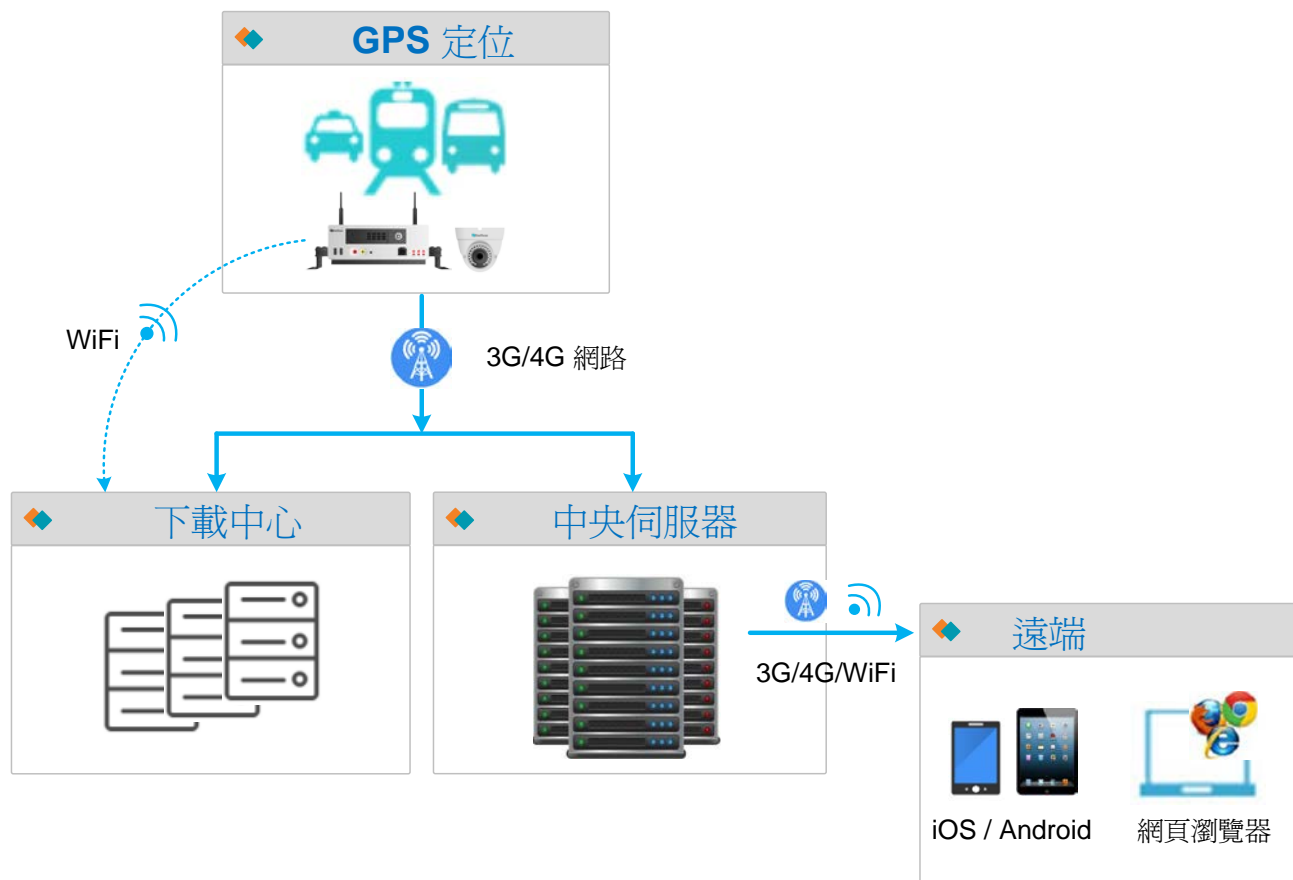 GPS 定位
WiFi
3G/4G 網路
下載中心
中央伺服器
3G/4G/WiFi
遠端
iOS / Android
網頁瀏覽器